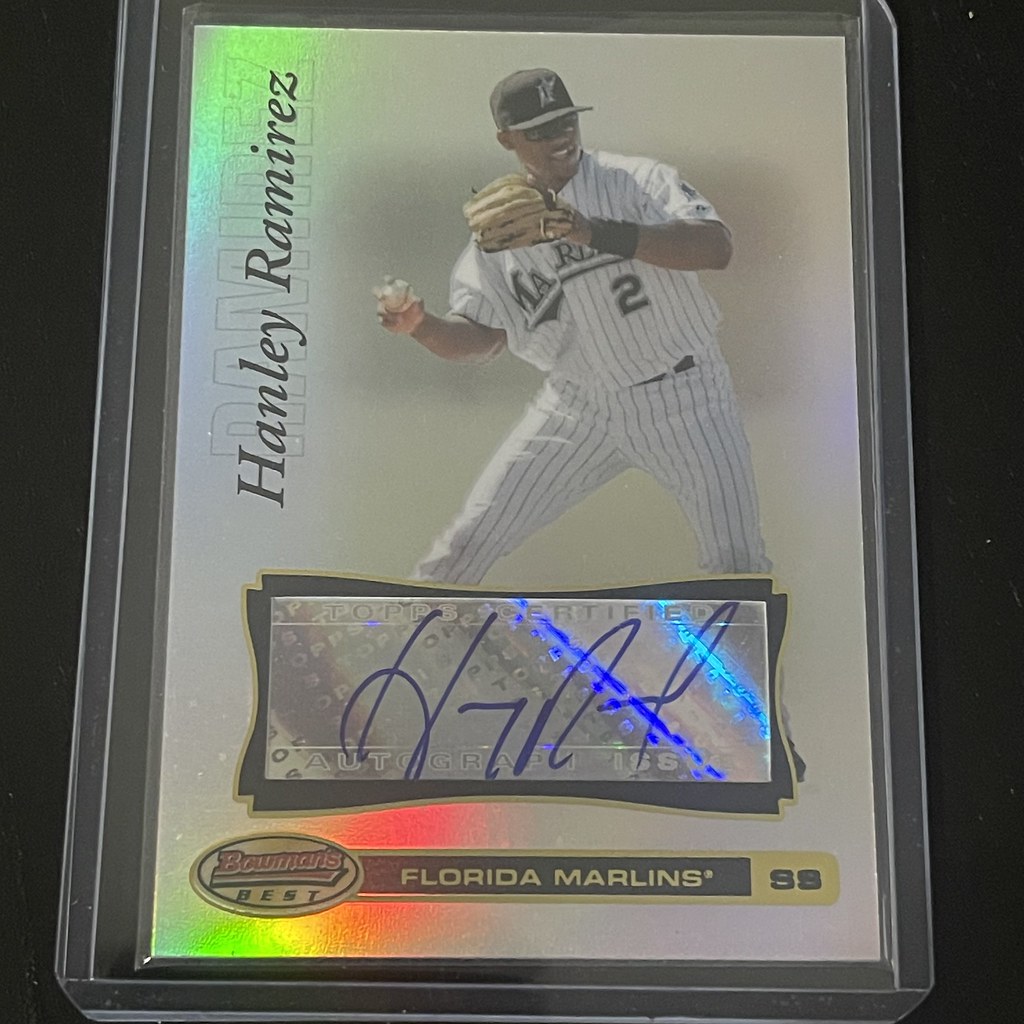 Hanley Ramirez
RAMIREZ
MARLINS
2
TOPPS CERTIFIED
AUTOGRAPH ISSUE
Bowman's
BEST
FLORIDA MARLINS®
SS